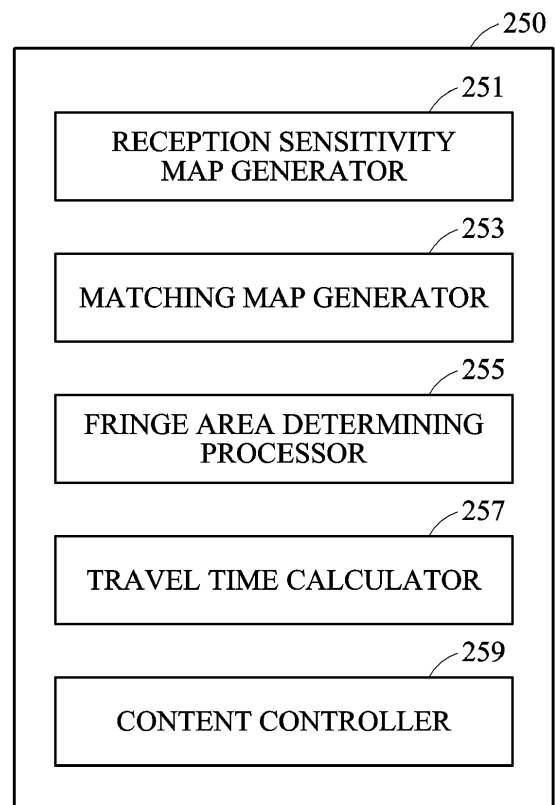 250
251
RECEPTION SENSITIVITY
MAP GENERATOR
253
MATCHING MAP GENERATOR
255
FRINGE AREA DETERMINING
PROCESSOR
257
TRAVEL TIME CALCULATOR
259
CONTENT CONTROLLER